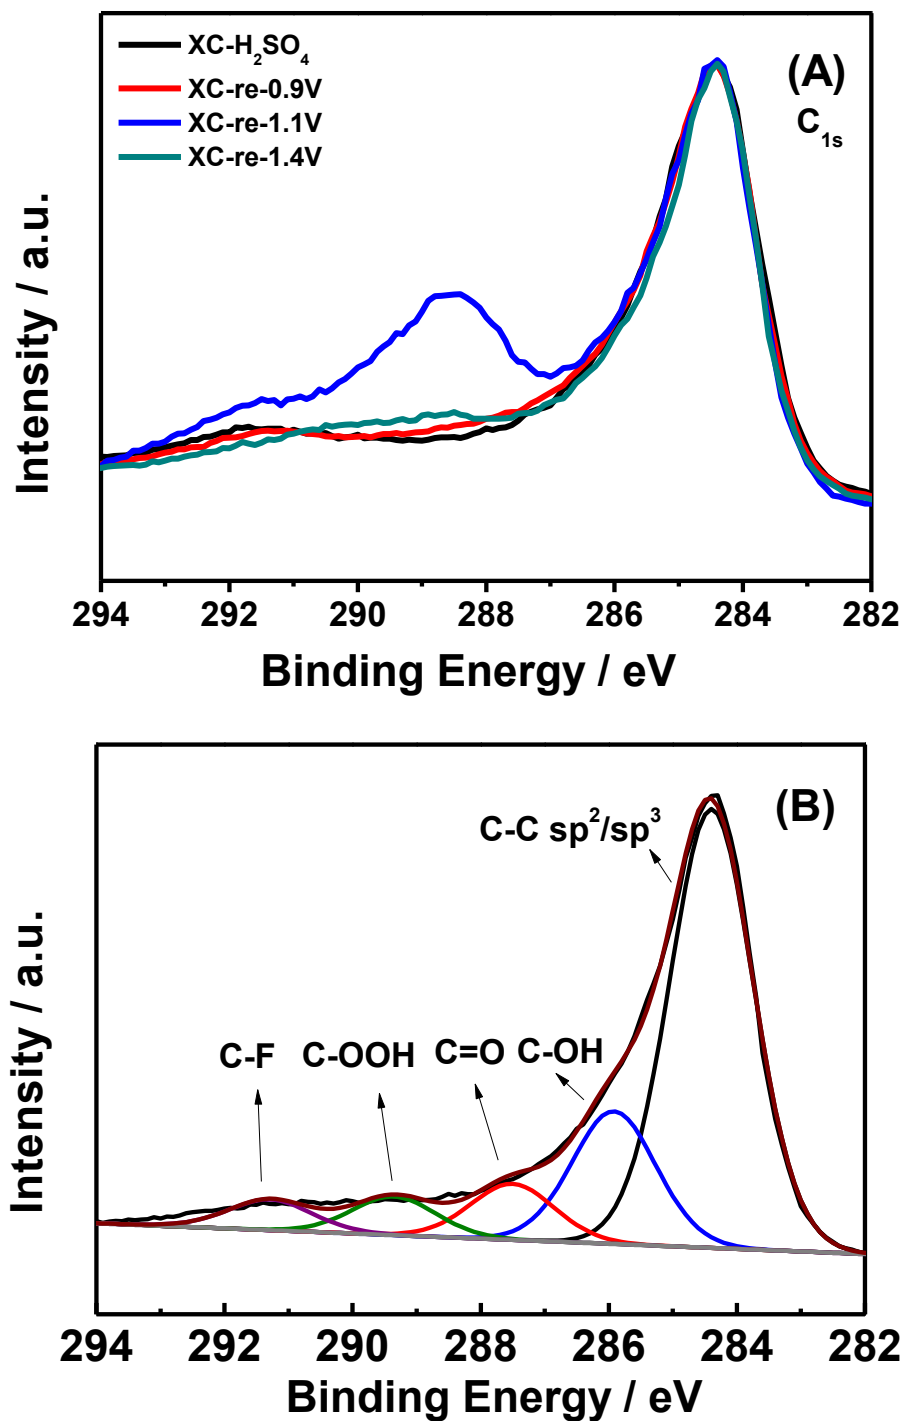 XC-H₂SO₄
XC-re-0.9V
XC-re-1.1V
XC-re-1.4V
(A)
C₁ₛ
Intensity / a.u.
294 292 290 288 286 284 282
Binding Energy / eV
(B)
C-C sp²/sp³
C-F C-OOH C=O C-OH
Intensity / a.u.
294 292 290 288 286 284 282
Binding Energy / eV